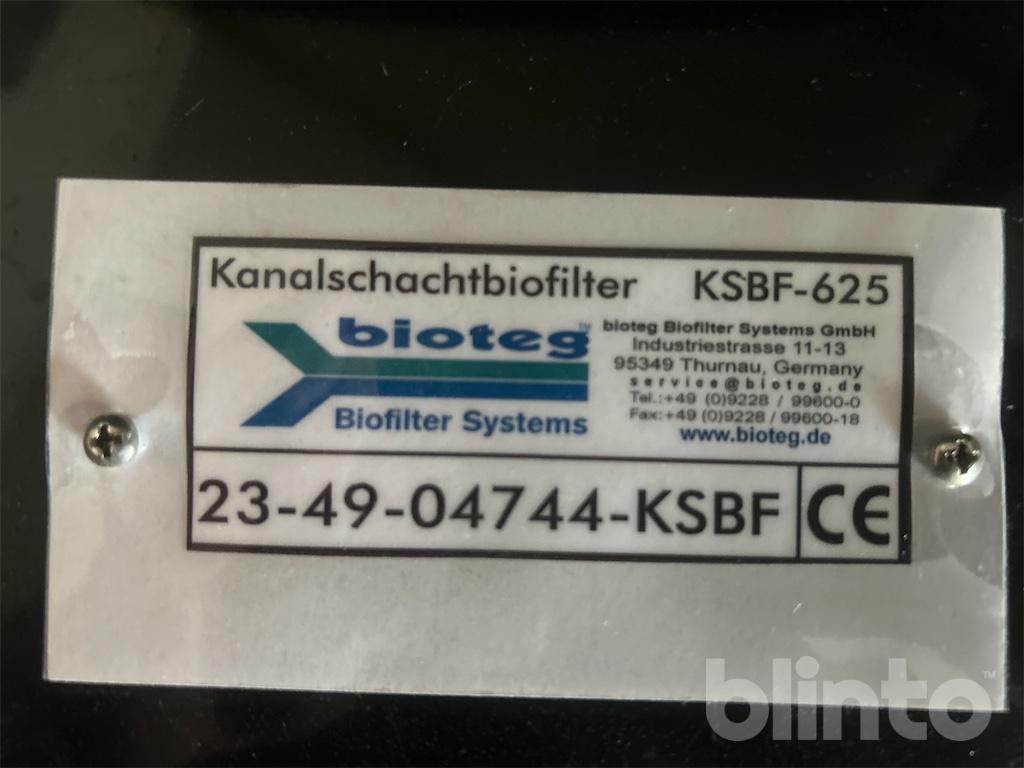 Kanalschachtbiofilter KSBF-625
bioteg™
Biofilter Systems
bioteg Biofilter Systems GmbH
Industriestrasse 11-13
95349 Thurnau, Germany
service@bioteg.de
Tel.:+49 (0)9228 / 99600-0
Fax:+49 (0)9228 / 99600-18
www.bioteg.de
23-49-04744-KSBF CE
blinto™